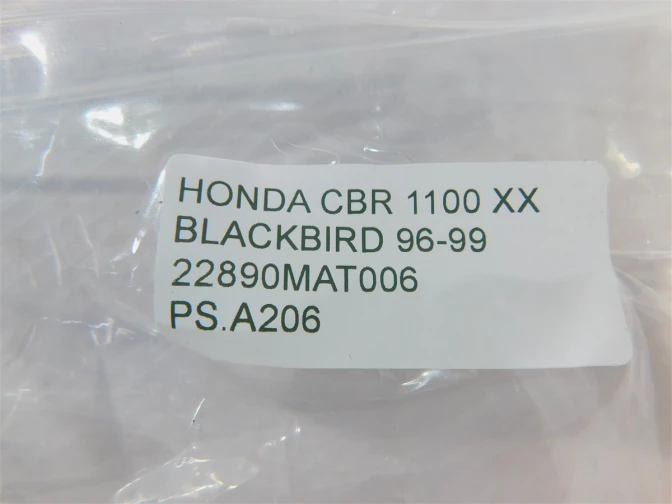 HONDA CBR 1100 XX
BLACKBIRD 96-99
22890MAT006
PS.A206